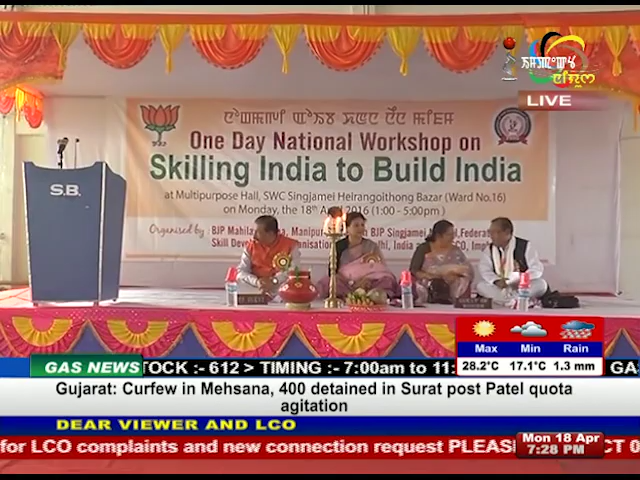 LIVE
One Day National Workshop on
Skilling India to Build India
at Multipurpose Hall, SWC Singjamei Heirangoithong Bazar (Ward No.16)
on Monday, the 18 2016 (1:00 - 5:00pm)
Organised by : BJP Mahila Manipur BJP Singjamei
Skill India and
S.B.
Max Min Rain
28.2°C 17.1°C 1.3 mm
GAS NEWS TOCK :- 612 > TIMING :- 7:00am to 11: GA
Gujarat: Curfew in Mehsana, 400 detained in Surat post Patel quota
agitation
DEAR VIEWER AND LCO
for LCO complaints and new connection request PLEAS CT 0
Mon 18 Apr
7:28 PM